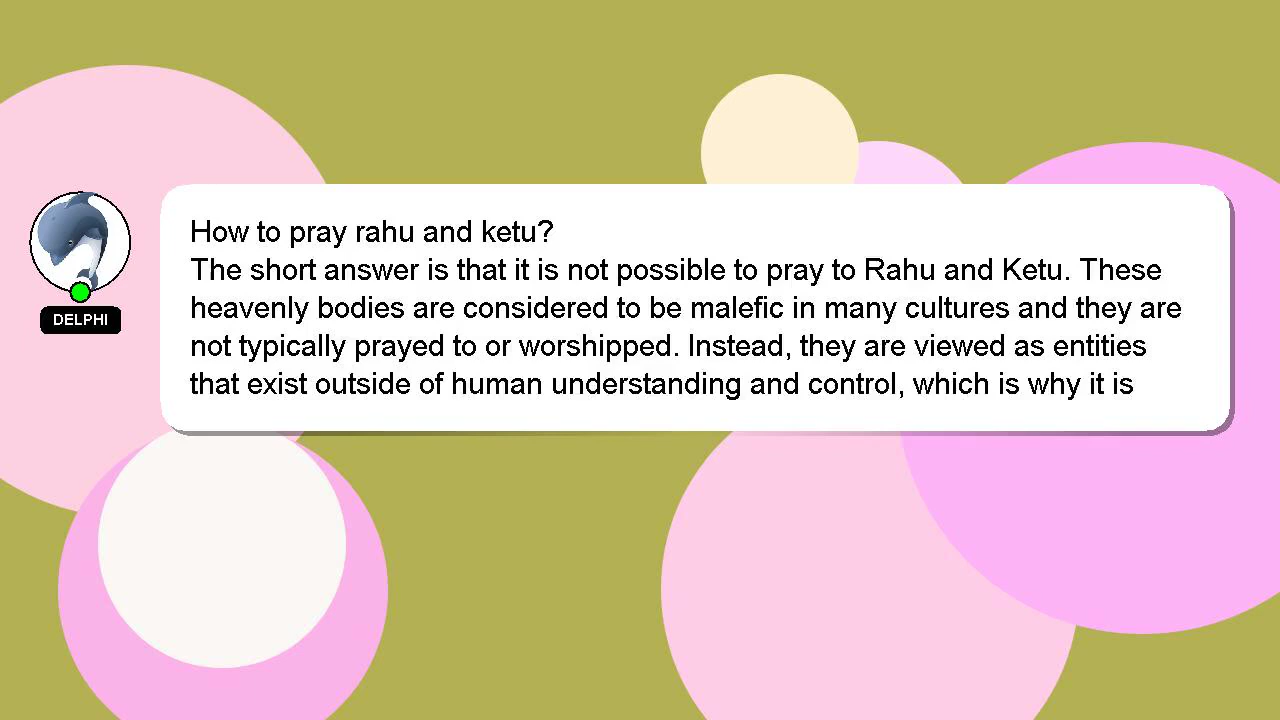 How to pray rahu and ketu?
The short answer is that it is not possible to pray to Rahu and Ketu. These
heavenly bodies are considered to be malefic in many cultures and they are
not typically prayed to or worshipped. Instead, they are viewed as entities
that exist outside of human understanding and control, which is why it is
DELPHI